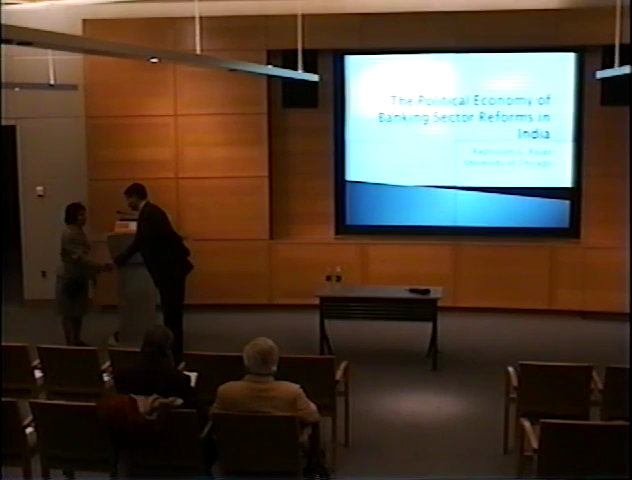 The Political Economy of
Banking Sector Reforms in
India
Raghuram G. Rajan
University of Chicago